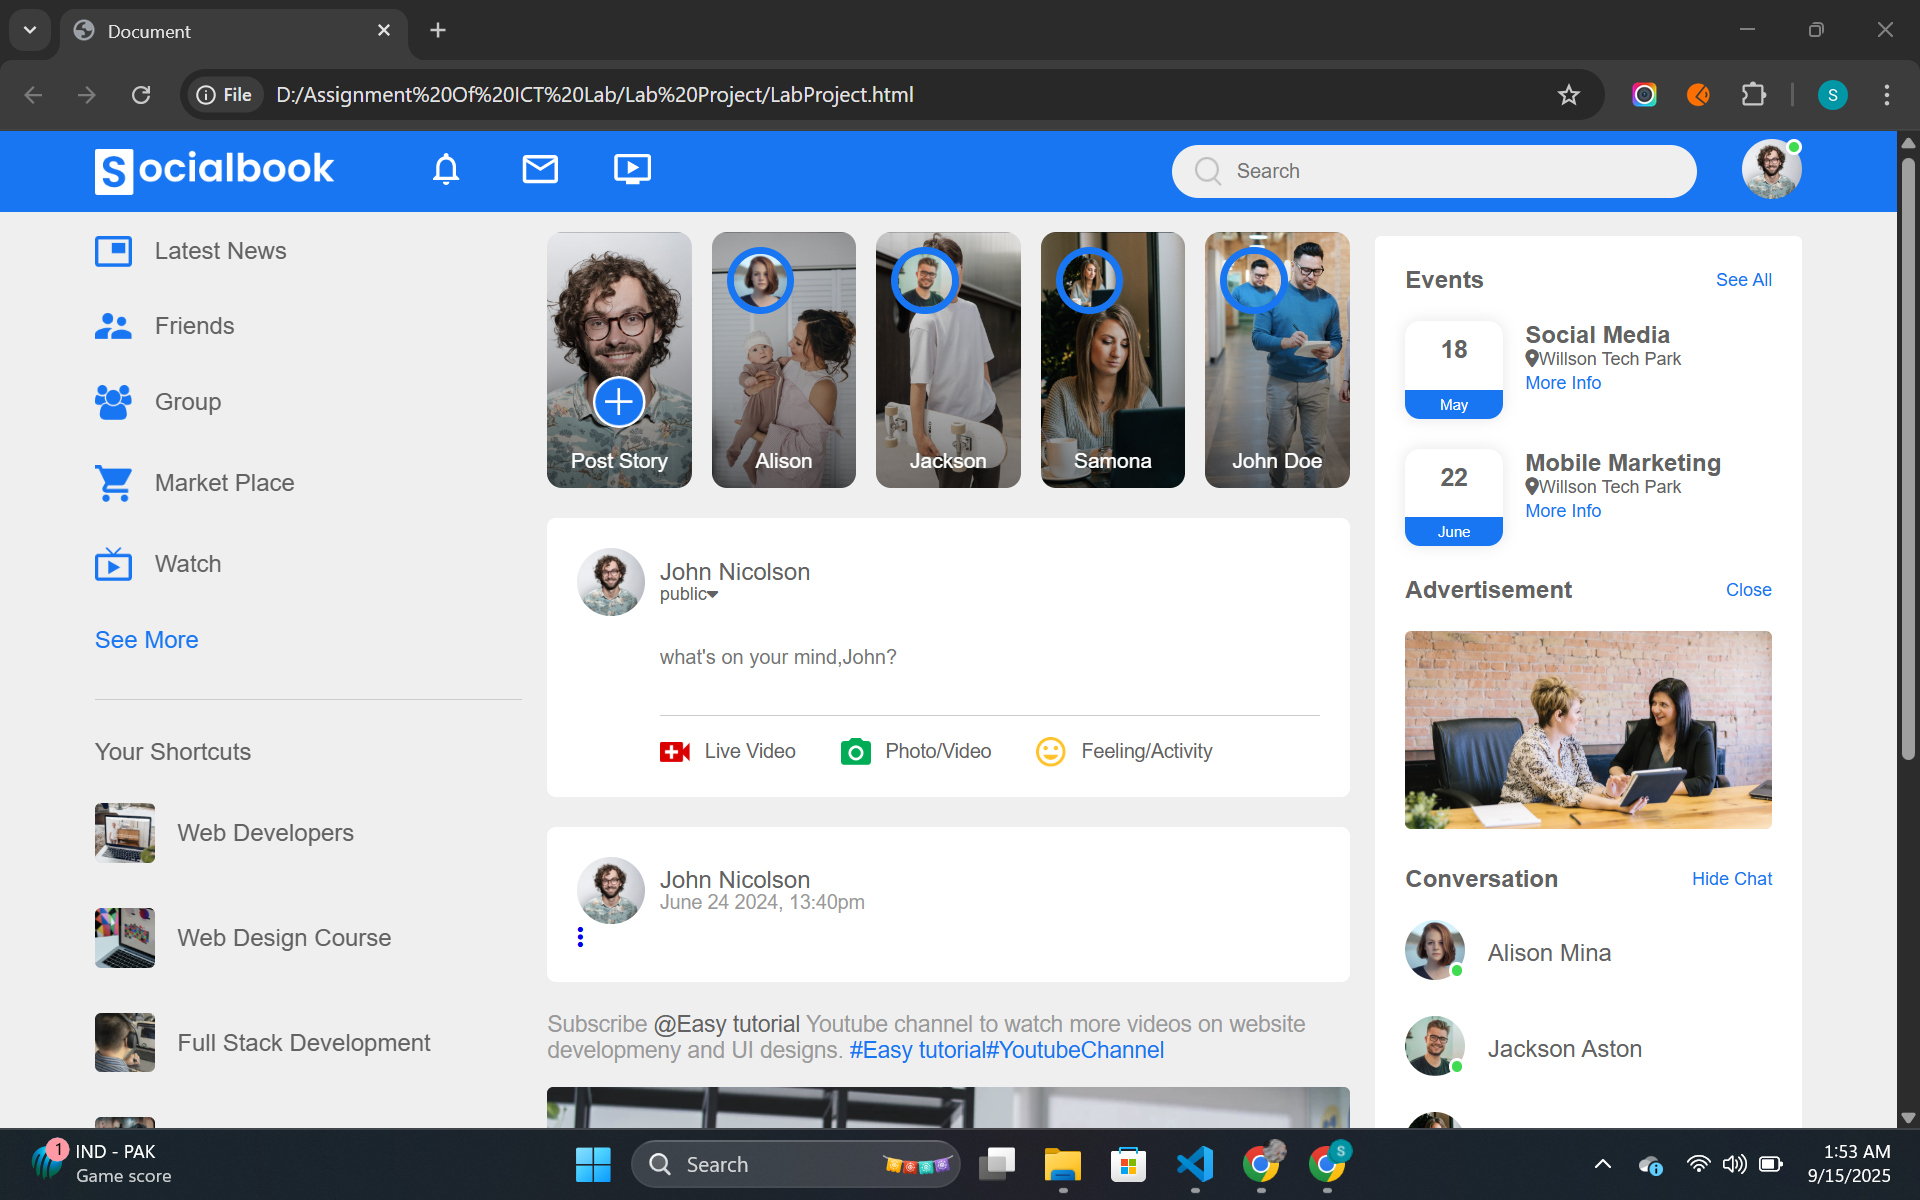 Document
File
D:/Assignment%20Of%20ICT%20Lab/Lab%20Project/LabProject.html
S
Socialbook
Search
Latest News
Friends
Group
Market Place
Watch
See More
Your Shortcuts
Web Developers
Web Design Course
Full Stack Development
Post Story
Alison
Jackson
Samona
John Doe
John Nicolson
public
what's on your mind,John?
Live Video
Photo/Video
Feeling/Activity
John Nicolson
June 24 2024, 13:40pm
Subscribe @Easy tutorial Youtube channel to watch more videos on website
developmeny and UI designs. #Easy tutorial#YoutubeChannel
Events
See All
18
May
Social Media
Willson Tech Park
More Info
22
June
Mobile Marketing
Willson Tech Park
More Info
Advertisement
Close
Conversation
Hide Chat
Alison Mina
Jackson Aston
1
IND - PAK
Game score
Search
S
1:53 AM
9/15/2025